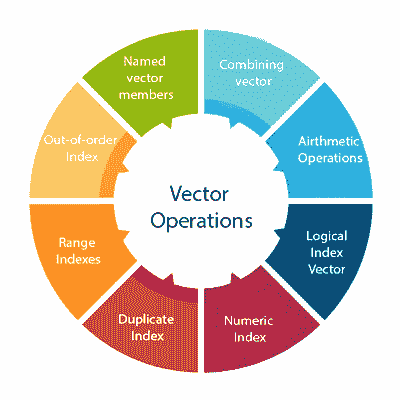 Vector
Operations
Combining
vector
Airthmetic
Operations
Logical
Index
Vector
Numeric
Index
Duplicate
Index
Range
Indexes
Out-of-order
Index
Named
vector
members